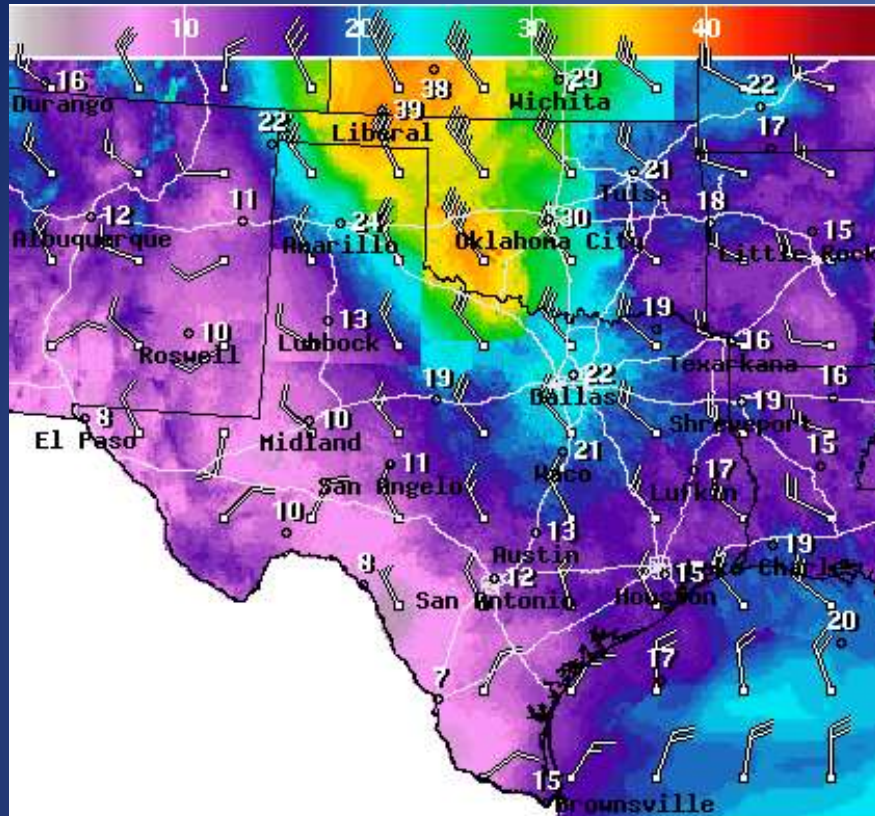 10 20 30 40
16 38 29 22
Durango Wichita
39
Liberal
22 17
21
Tulsa
11 18
12 24 30 15
Albuquerque Amarillo Oklahoma City Little Rock
13 19
10 16
Roswell Lubbock Texarkana
22
19 Dallas 16
19
8 10 Shreveport
El Paso Midland
21 15
11 Waco 17
San Angelo Lufkin
10
13 19
Austin
8 12 15 Lake Charles
San Antonio Houston
20
7 17
15
Brownsville